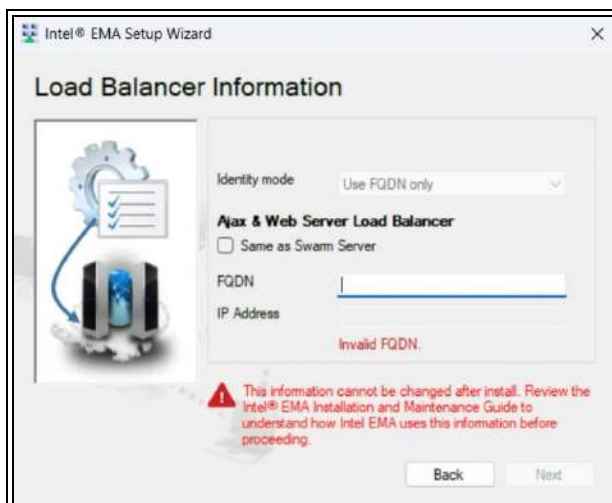 Intel® EMA Setup Wizard
Load Balancer Information
Identity mode
Use FQDN only
Ajax & Web Server Load Balancer
Same as Swarm Server
FQDN
IP Address
Invalid FQDN.
This information cannot be changed after install. Review the
Intel® EMA Installation and Maintenance Guide to
understand how Intel EMA uses this information before
proceeding.
Back
Next